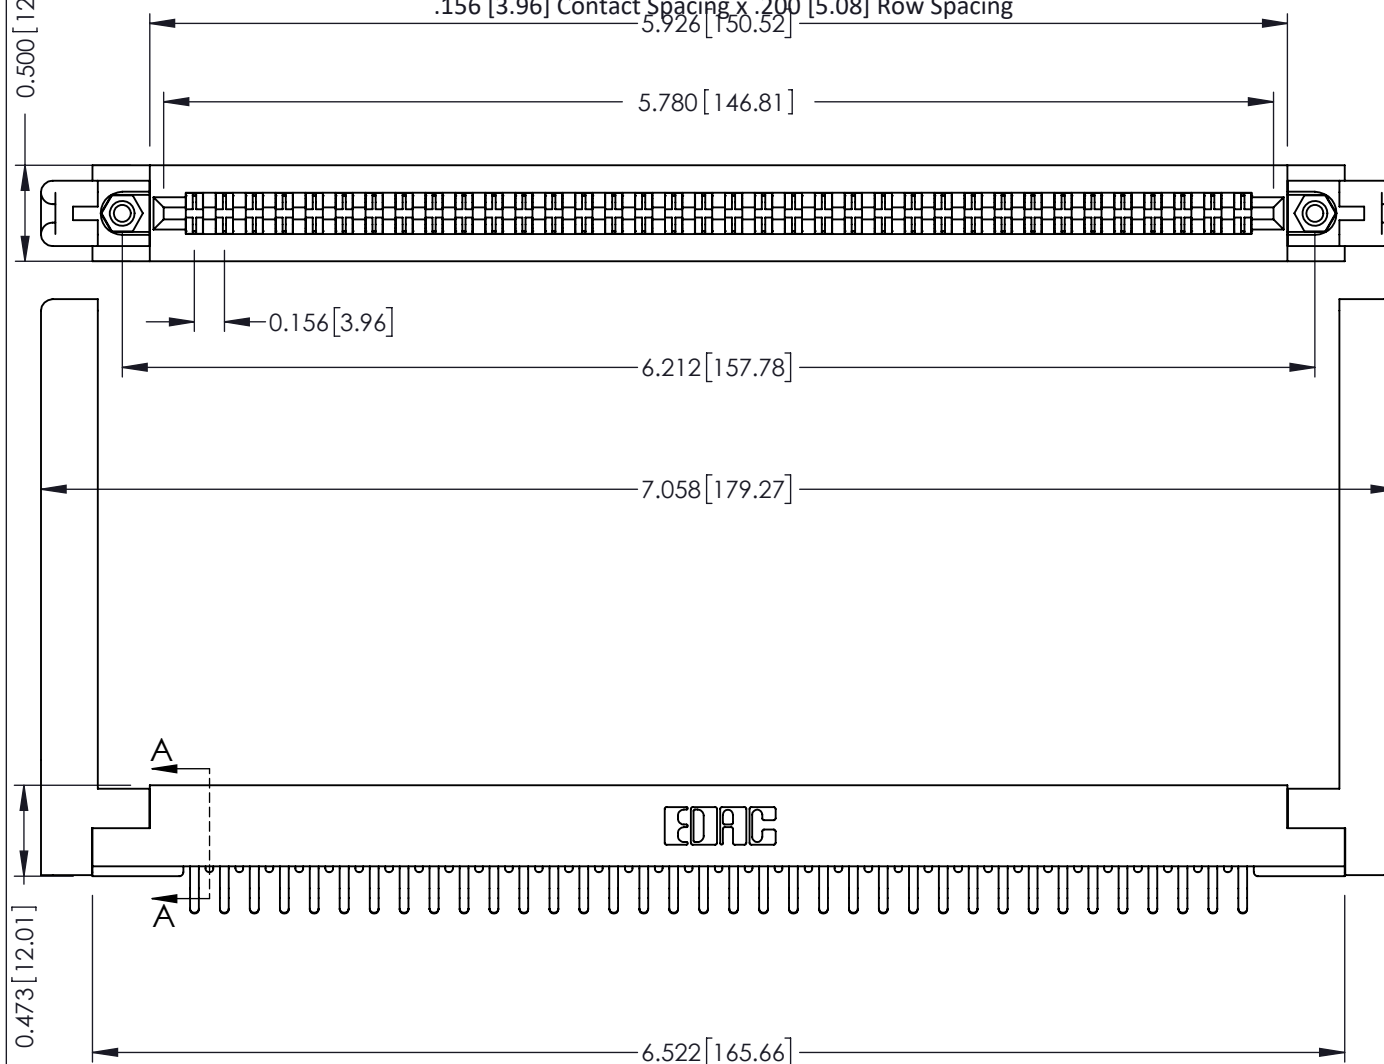 .156 [3.96] Contact Spacing x .200 [5.08] Row Spacing
5.926[150.52]
0.500[12
5.780[146.81]
0.156[3.96]
6.212[157.78]
7.058[179.27]
A
EDAC
A
0.473[12.01]
6.522[165.66]